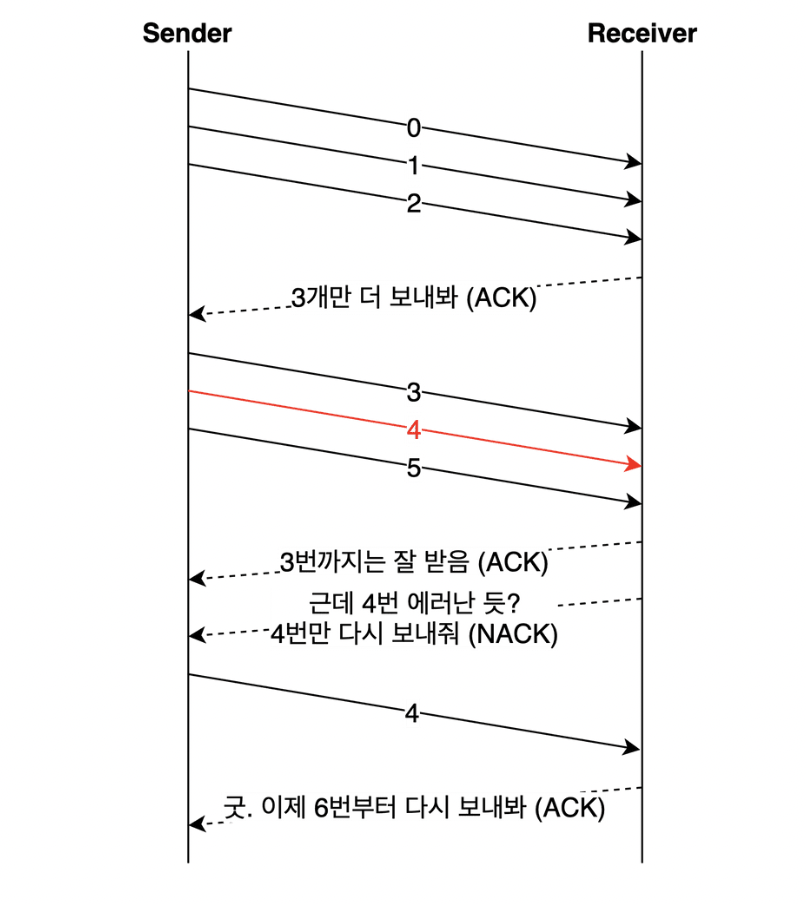 Sender
Receiver
0
1
2
3개만 더 보내봐 (ACK)
3
4
5
3번까지는 잘 받음 (ACK)
근데 4번 에러난 듯?
4번만 다시 보내줘 (NACK)
4
굿. 이제 6번부터 다시 보내봐 (ACK)